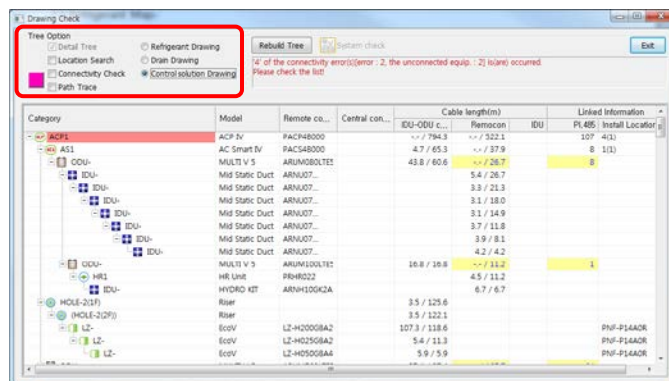 Drawing Check
Tree Option
Detail Tree
Refrigerant Drawing
Location Search
Drain Drawing
Connectivity Check
Control solution Drawing
Path Trace
Rebuild Tree
System check
Exit
'4' of the connectivity error(s)[error : 2, the unconnected equip. : 2] is(are) occurred.
Please check the list!
Category Model Remote co... Central con... Cable length(m) Linked Information
IDU-ODU c... Remocon IDU PI,485 Install Location
ACP1 ACP IV PACP4B000 -.- / 794.3 -.- / 522.1 107 4(1)
AS1 AC Smart IV PACS4B000 4.7 / 65.3 -.- / 37.9 8 1(1)
ODU- MULTI V 5 ARUM080LTE5 43.8 / 60.6 -.- / 26.7 8
IDU- Mid Static Duct ARNU07... 5.4 / 26.7
IDU- Mid Static Duct ARNU07... 3.3 / 21.3
IDU- Mid Static Duct ARNU07... 3.1 / 18.0
IDU- Mid Static Duct ARNU07... 3.1 / 14.9
IDU- Mid Static Duct ARNU07... 3.7 / 11.8
IDU- Mid Static Duct ARNU07... 3.9 / 8.1
IDU- Mid Static Duct ARNU07... 4.2 / 4.2
ODU- MULTI V 5 ARUM100LTE5 16.8 / 16.8 -.- / 11.2 1
HR1 HR Unit PRHR022 4.5 / 11.2
IDU- HYDRO KIT ARNH10GK2A 6.7 / 6.7
HOLE-2(1F) Riser 3.5 / 125.6
(HOLE-2(2F)) Riser 3.5 / 122.1
LZ- EcoV LZ-H200GBA2 107.3 / 118.6 PNF-P14A0R
LZ- EcoV LZ-H025GBA2 5.4 / 11.3 PNF-P14A0R
LZ- EcoV LZ-H050GBA4 5.9 / 5.9 PNF-P14A0R